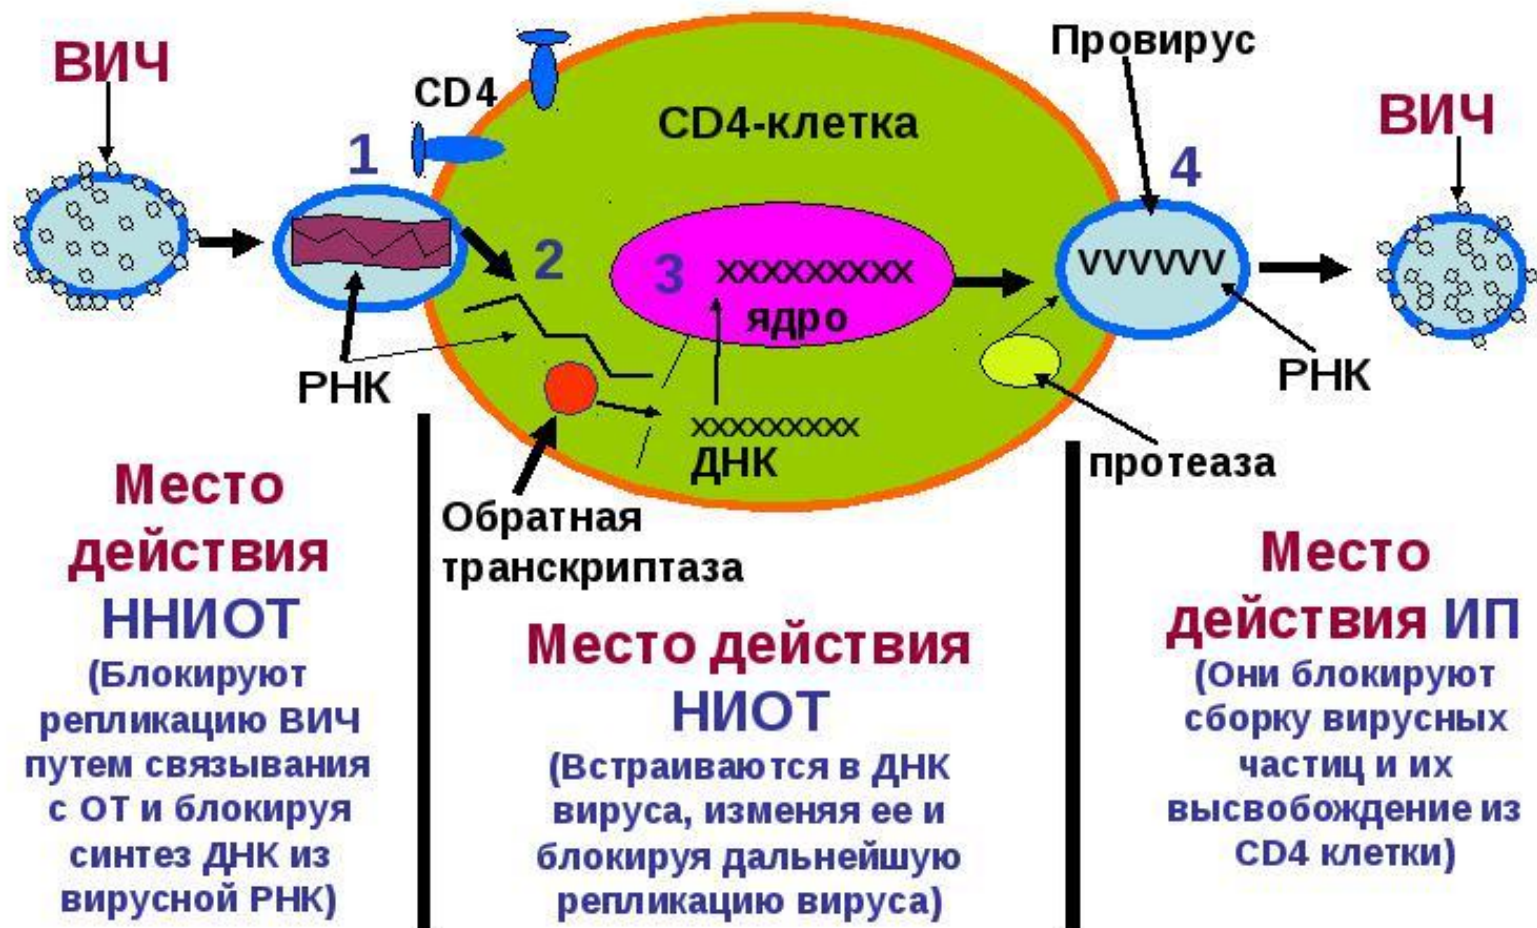 ВИЧ
CD4
1
CD4-клетка
Провирус
4
ВИЧ
2
3
XXXXXXXXX
ядро
VVVVVV
РНК
РНК
XXXXXXXXX
ДНК
протеаза
Обратная
транскриптаза
Место
действия
ННИОТ
(Блокируют
репликацию ВИЧ
путем связывания
с ОТ и блокируя
синтез ДНК из
вирусной РНК)
Место действия
НИОТ
(Встраиваются в ДНК
вируса, изменяя ее и
блокируя дальнейшую
репликацию вируса)
Место
действия ИП
(Они блокируют
сборку вирусных
частиц и их
высвобождение из
CD4 клетки)